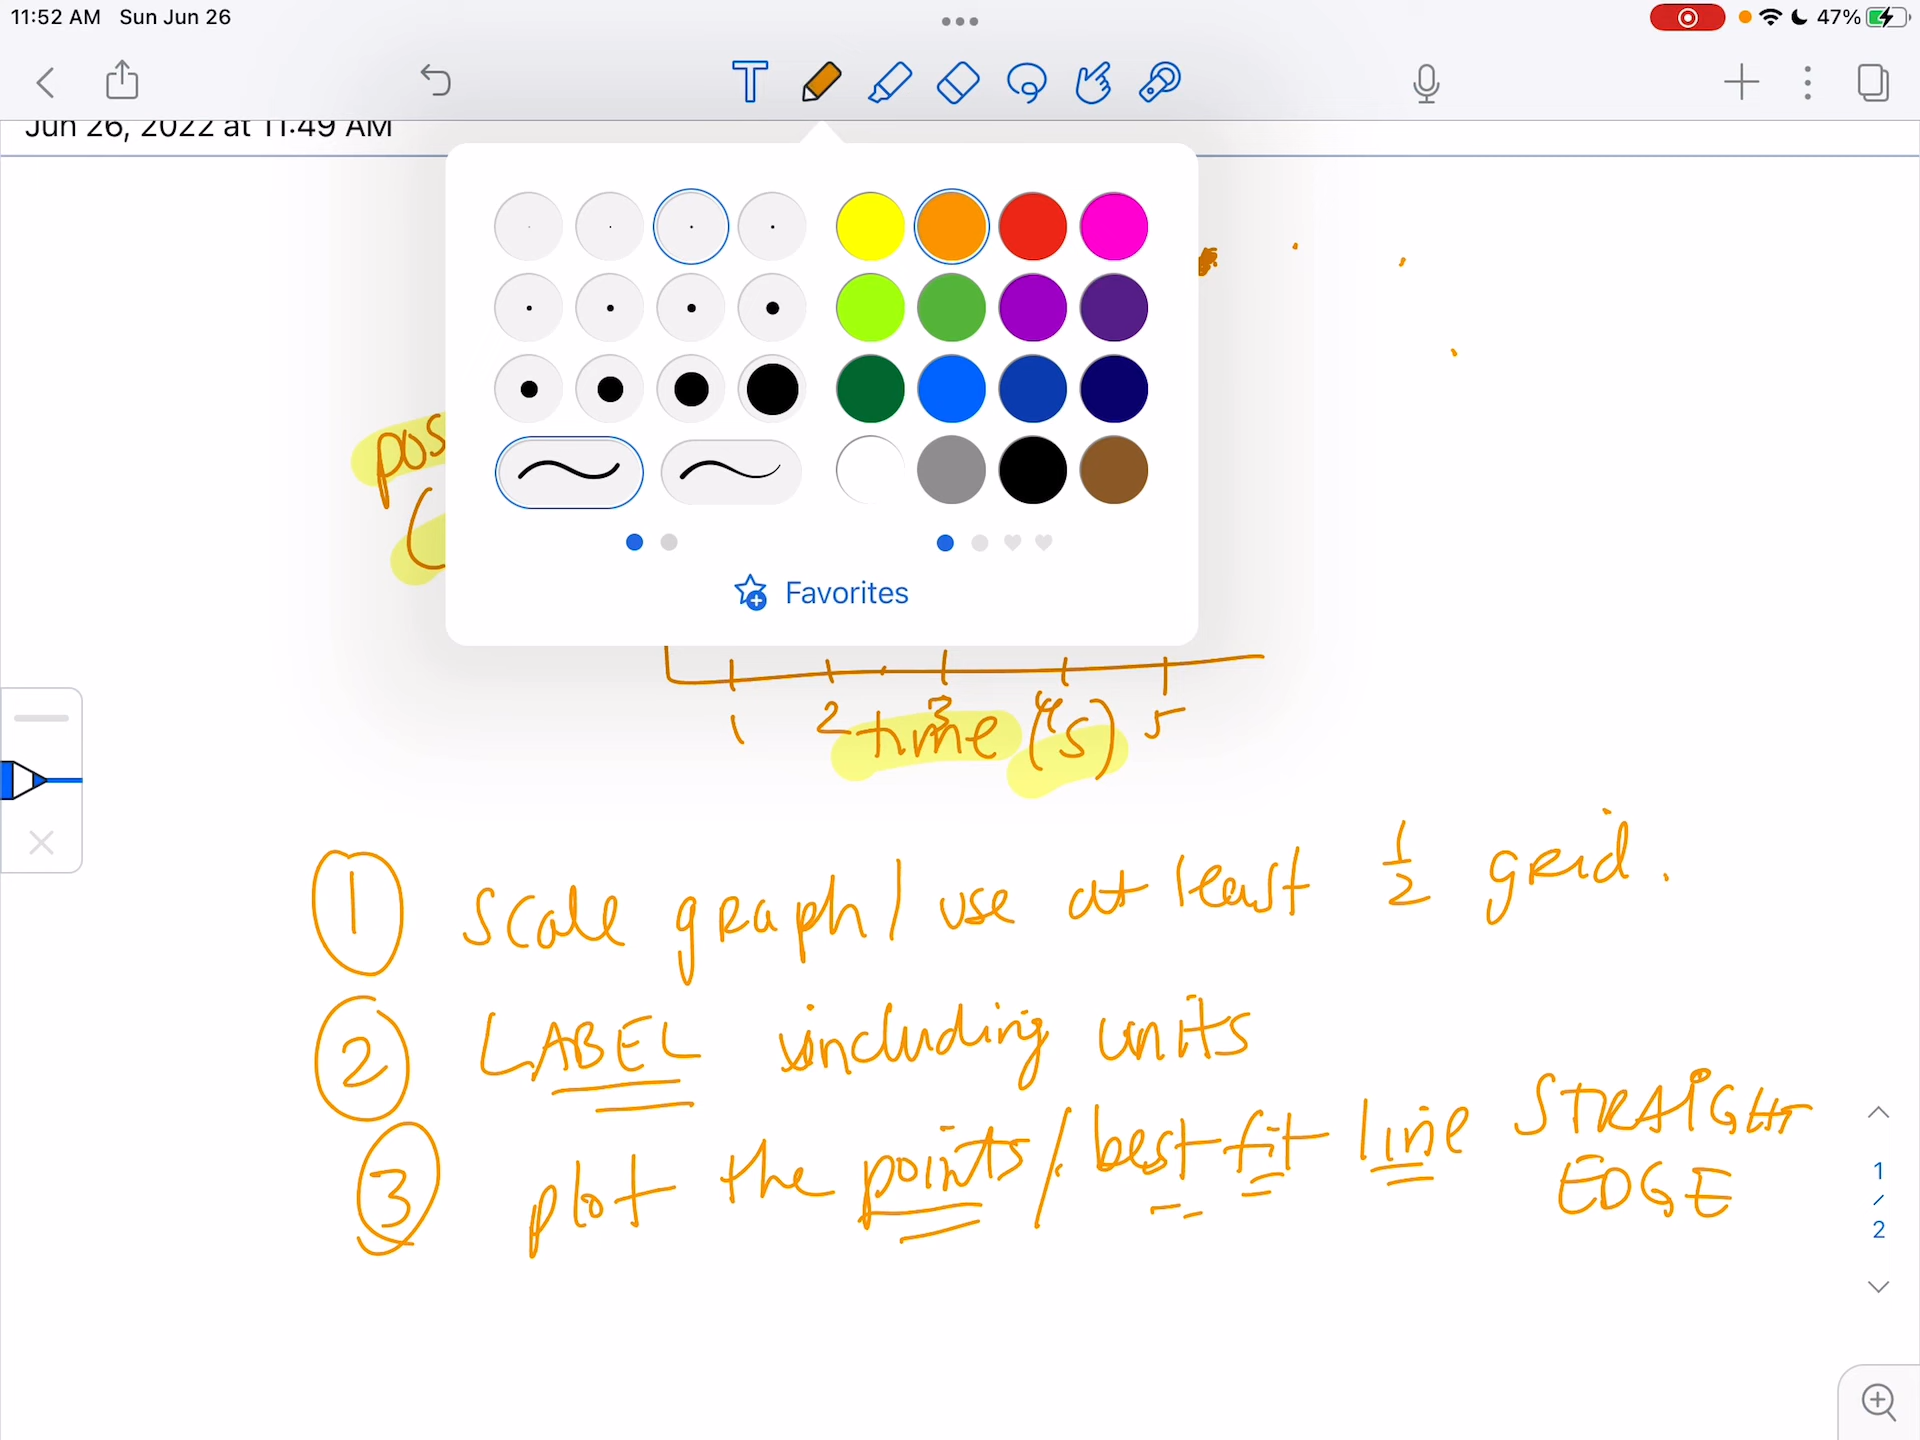 11:52 AM Sun Jun 26
47%
Jun 26, 2022 at 11:49 AM
pos
(
Favorites
1 2 3 4 5
time (s)
1 scale graph / use at least 1/2 grid.
2 LABEL including units
3 plot the points / best fit line STRAIGHT
EDGE
1
/
2